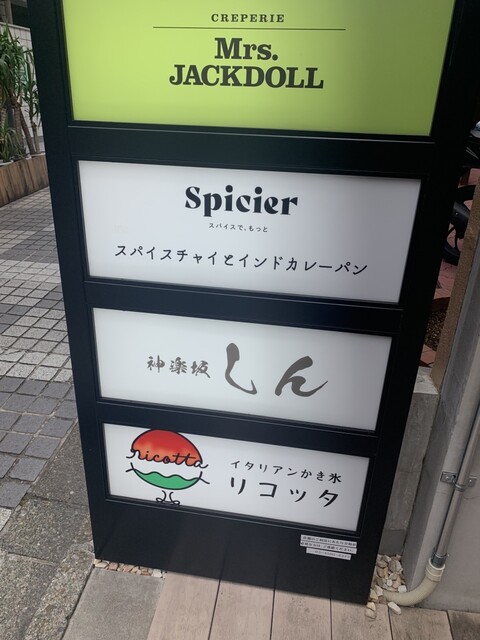 CREPERIE
Mrs.
JACKDOLL
Spicier
スパイスで、もっと
スパイスチャイとインドカレーパン
神楽坂 しん
ricotta
イタリアンかき氷
リコッタ